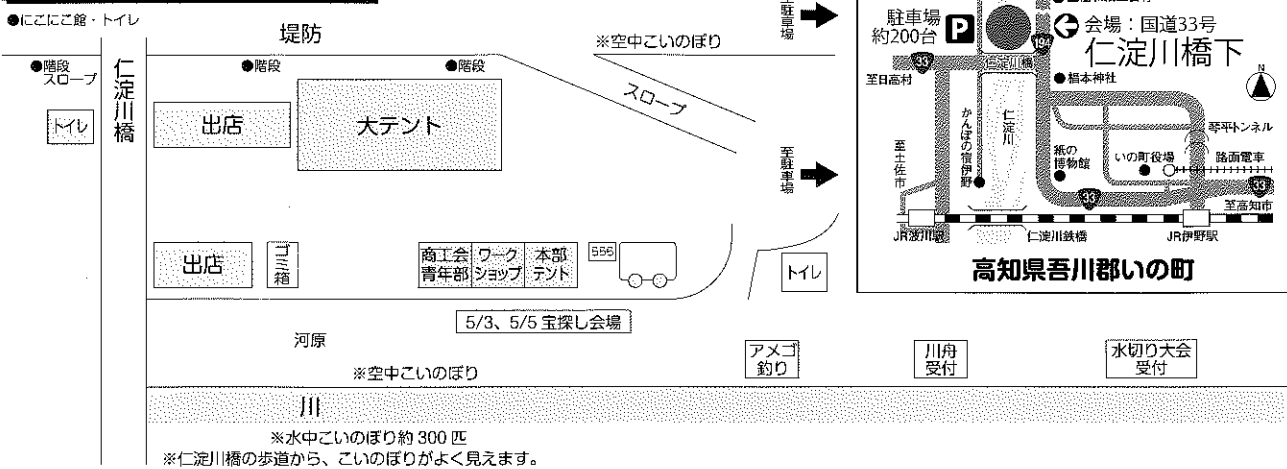 ●にこにこ館・トイレ
堤防
※空中こいのぼり
至駐車場
●階段
スロープ
仁淀川橋
●階段
●階段
スロープ
トイレ
出店
大テント
至駐車場
出店
ゴミ箱
商工会
青年部
ワーク
ショップ
本部
テント
トイレ
5/3、5/5 宝探し会場
河原
※空中こいのぼり
アメゴ
釣り
川舟
受付
水切り大会
受付
川
※水中こいのぼり約 300 匹
※仁淀川橋の歩道から、こいのぼりがよく見えます。
駐車場
約200台
P
会場：国道33号
仁淀川橋下
194
33
仁淀川橋
至日高村
●椙本神社
N
かんぽの宿伊野
仁淀川
琴平トンネル
至土佐市
紙の
博物館
いの町役場
路面電車
33
33
至高知市
JR波川駅
仁淀川鉄橋
JR伊野駅
高知県吾川郡いの町